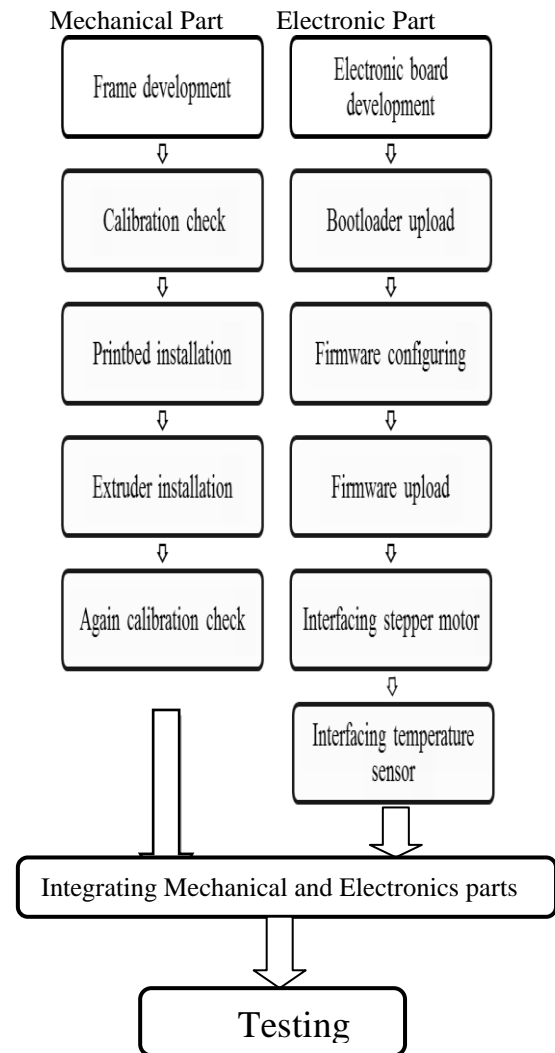 Mechanical Part
Electronic Part
Frame development
Calibration check
Printbed installation
Extruder installation
Again calibration check
Electronic board
development
Bootloader upload
Firmware configuring
Firmware upload
Interfacing stepper motor
Interfacing temperature
sensor
Integrating Mechanical and Electronics parts
Testing